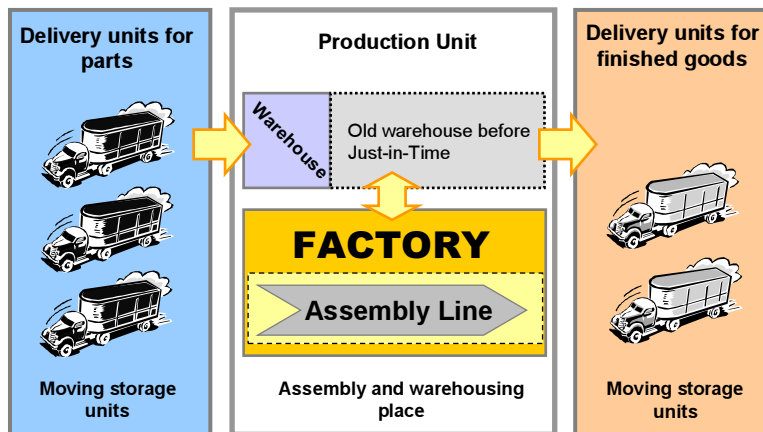 Delivery units for
parts
Moving storage
units
Production Unit
Warehouse
Old warehouse before
Just-in-Time
FACTORY
Assembly Line
Assembly and warehousing
place
Delivery units for
finished goods
Moving storage
units